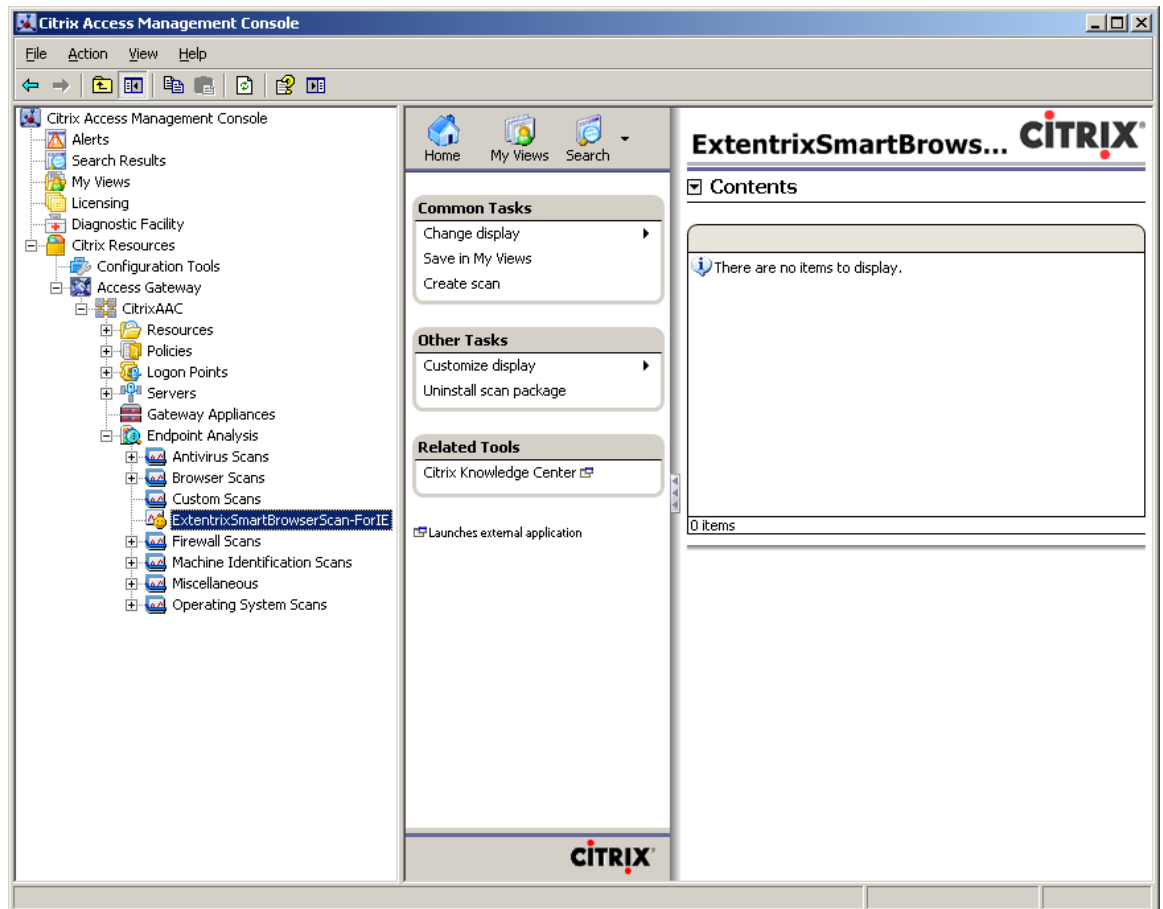 Citrix Access Management Console
File Action View Help
Citrix Access Management Console
Alerts
Search Results
My Views
Licensing
Diagnostic Facility
Citrix Resources
Configuration Tools
Access Gateway
CitrixAAC
Resources
Policies
Logon Points
Servers
Gateway Appliances
Endpoint Analysis
Antivirus Scans
Browser Scans
Custom Scans
ExtentrixSmartBrowserScan-ForIE
Firewall Scans
Machine Identification Scans
Miscellaneous
Operating System Scans
Home My Views Search
Common Tasks
Change display
Save in My Views
Create scan
Other Tasks
Customize display
Uninstall scan package
Related Tools
Citrix Knowledge Center
Launches external application
CITRIX
ExtentrixSmartBrows... CITRIX
Contents
There are no items to display.
0 items